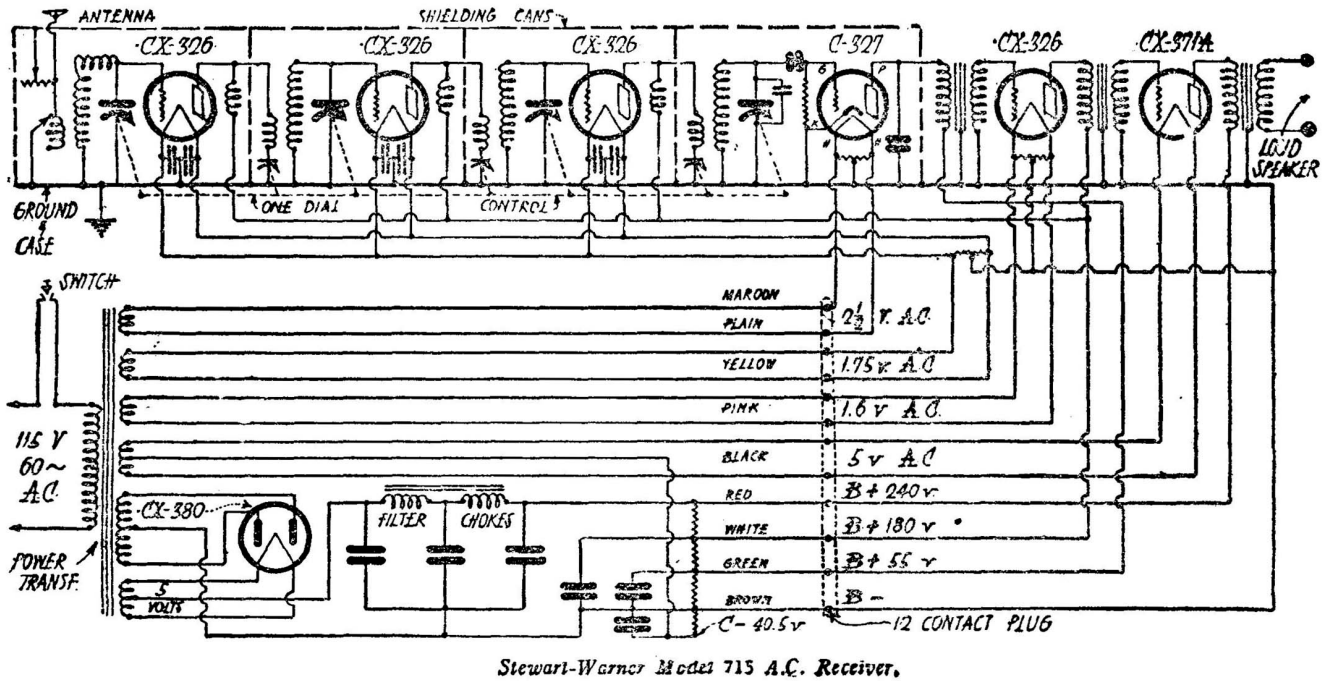 ANTENNA
SHIELDING CANS
CX-326
CX-326
CX-326
C-327
CX-326
CX-371A
G
P
K
H
H
LOUD
SPEAKER
GROUND
&
CASE
ONE DIAL
CONTROL
SWITCH
MAROON
PLAIN
2½ V. A.C.
YELLOW
1.75 v. A.C
PINK
1.6 v A.C.
115 V
60~
A.C.
BLACK
5 v A.C
RED
B+ 240 v.
CX-380
FILTER
CHOKES
WHITE
B+ 180 v
GREEN
B+ 55 v
POWER
TRANSF.
5
VOLTS
BROWN
B-
C- 40.5 v
12 CONTACT PLUG
Stewart-Warner Model 715 A.C. Receiver.